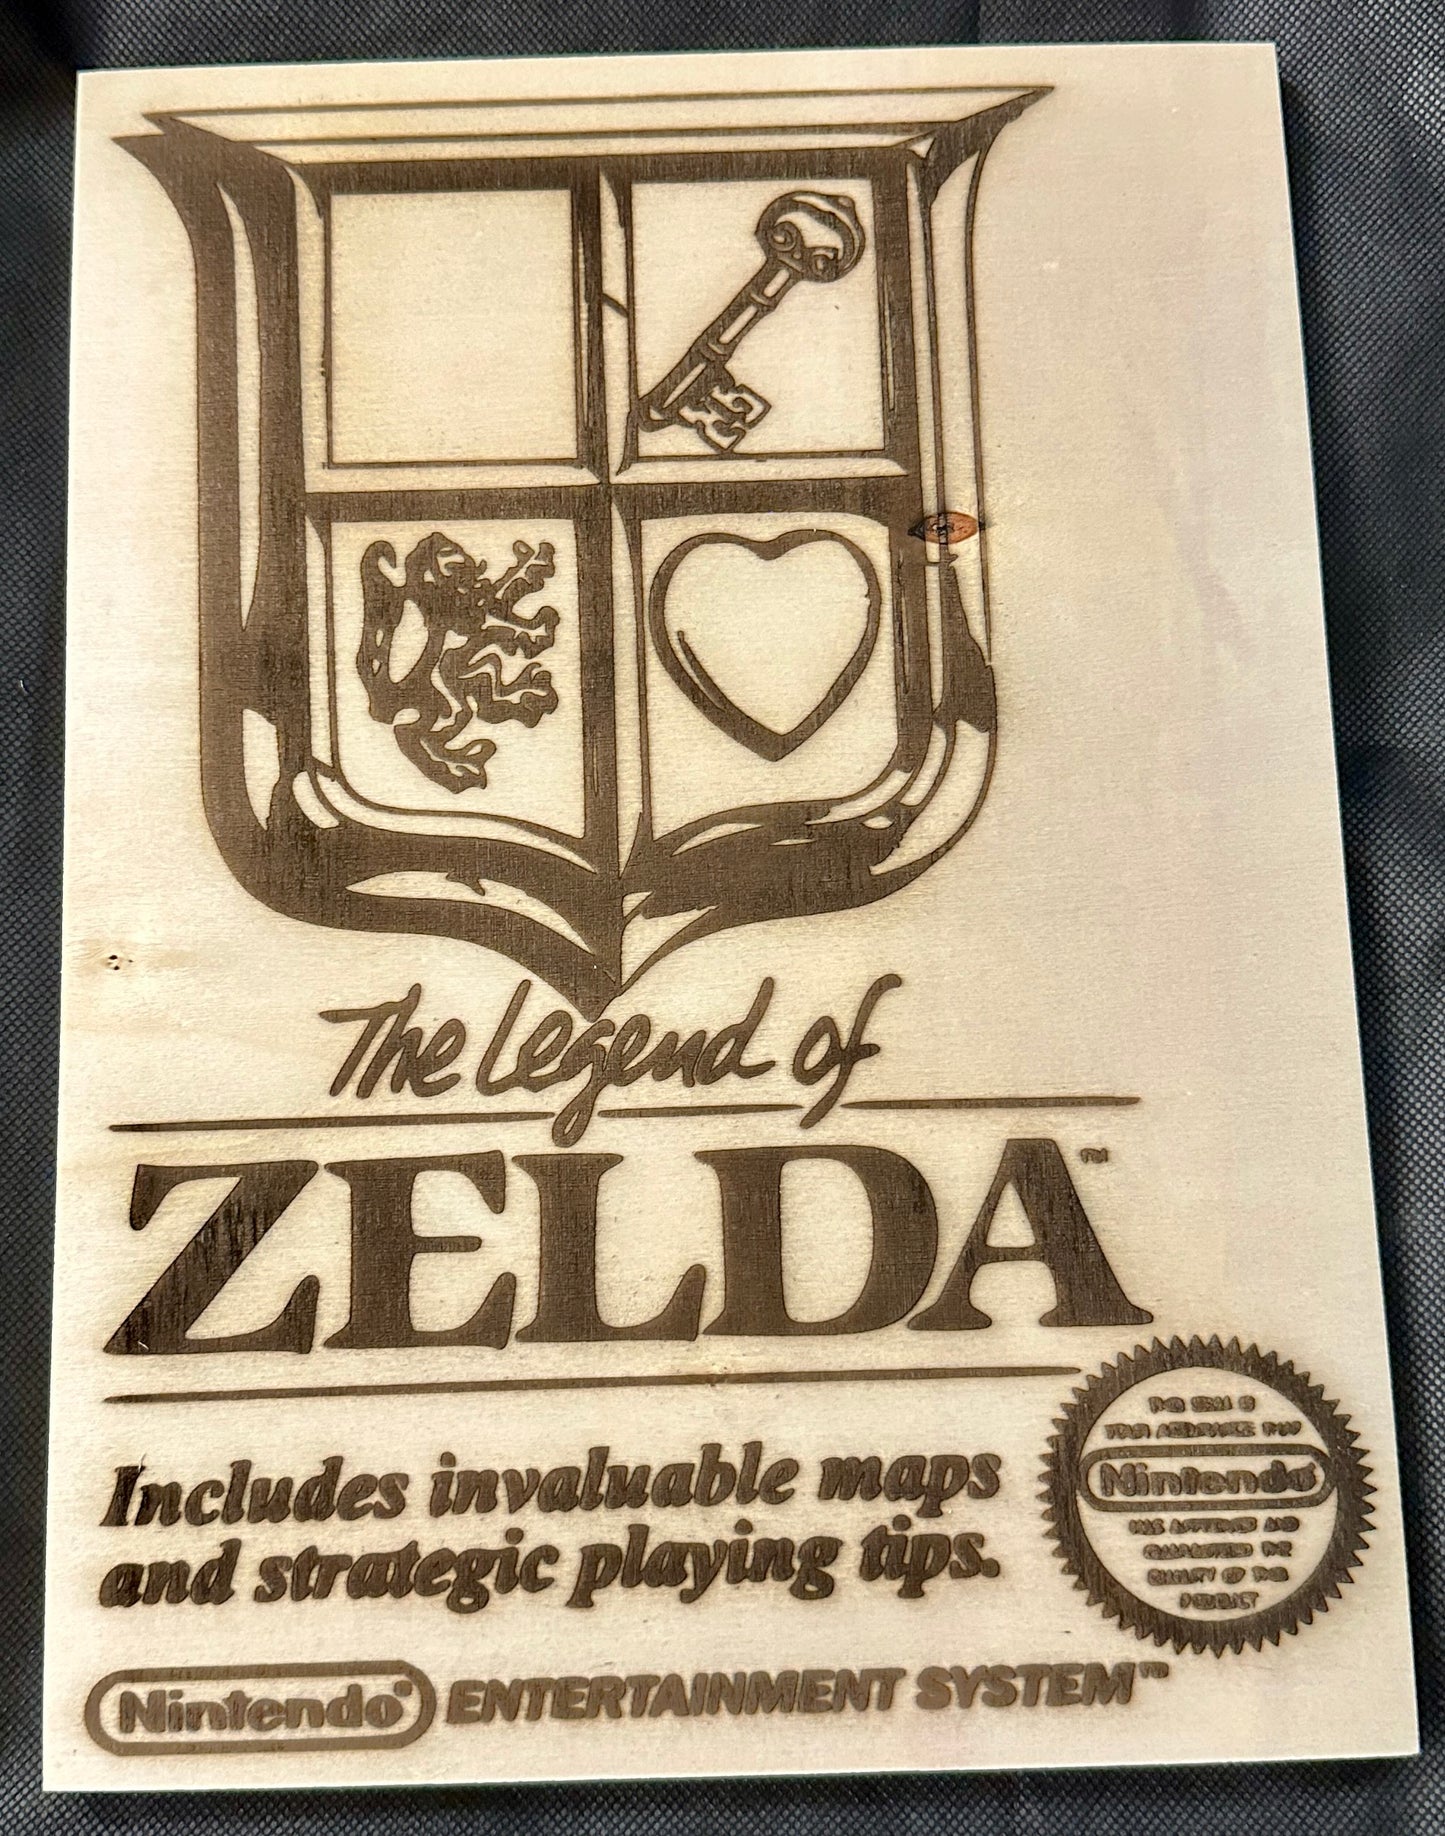 The Legend of
ZELDA™
Includes invaluable maps
and strategic playing tips.
Nintendo® ENTERTAINMENT SYSTEM™
Nintendo®